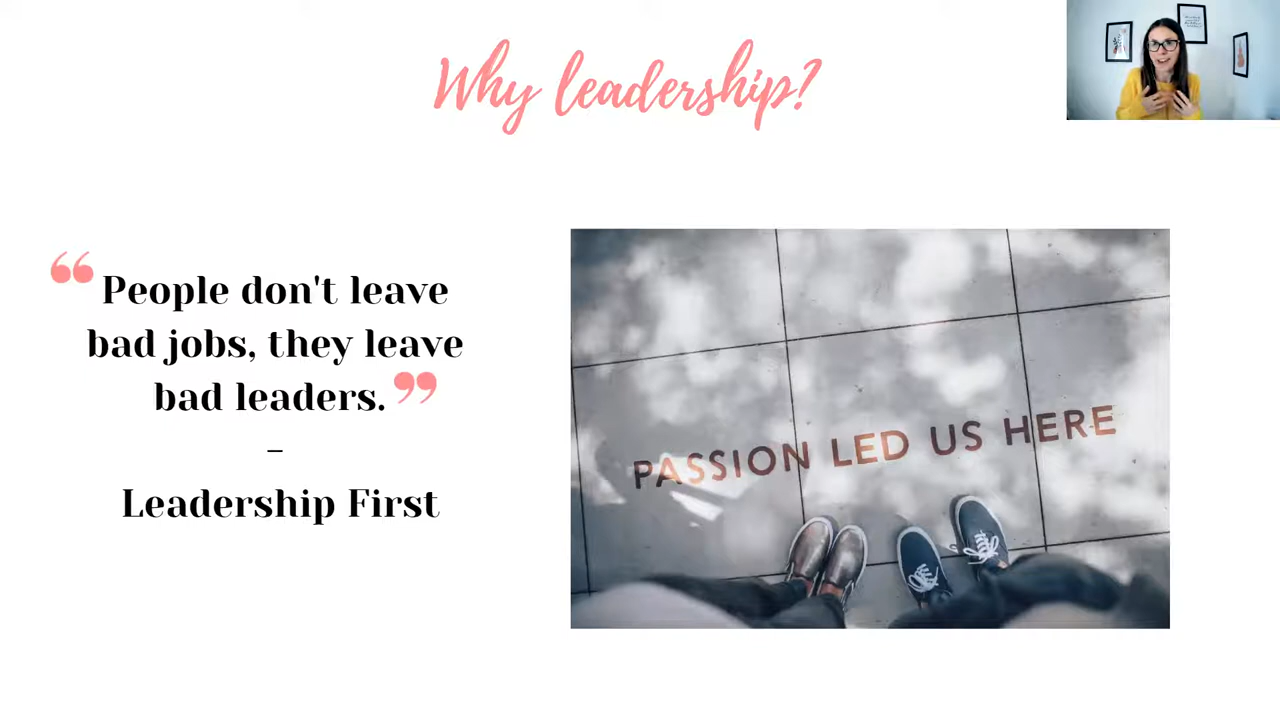 Why leadership?
“People don't leave
bad jobs, they leave
bad leaders.”
–
Leadership First
PASSION LED US HERE